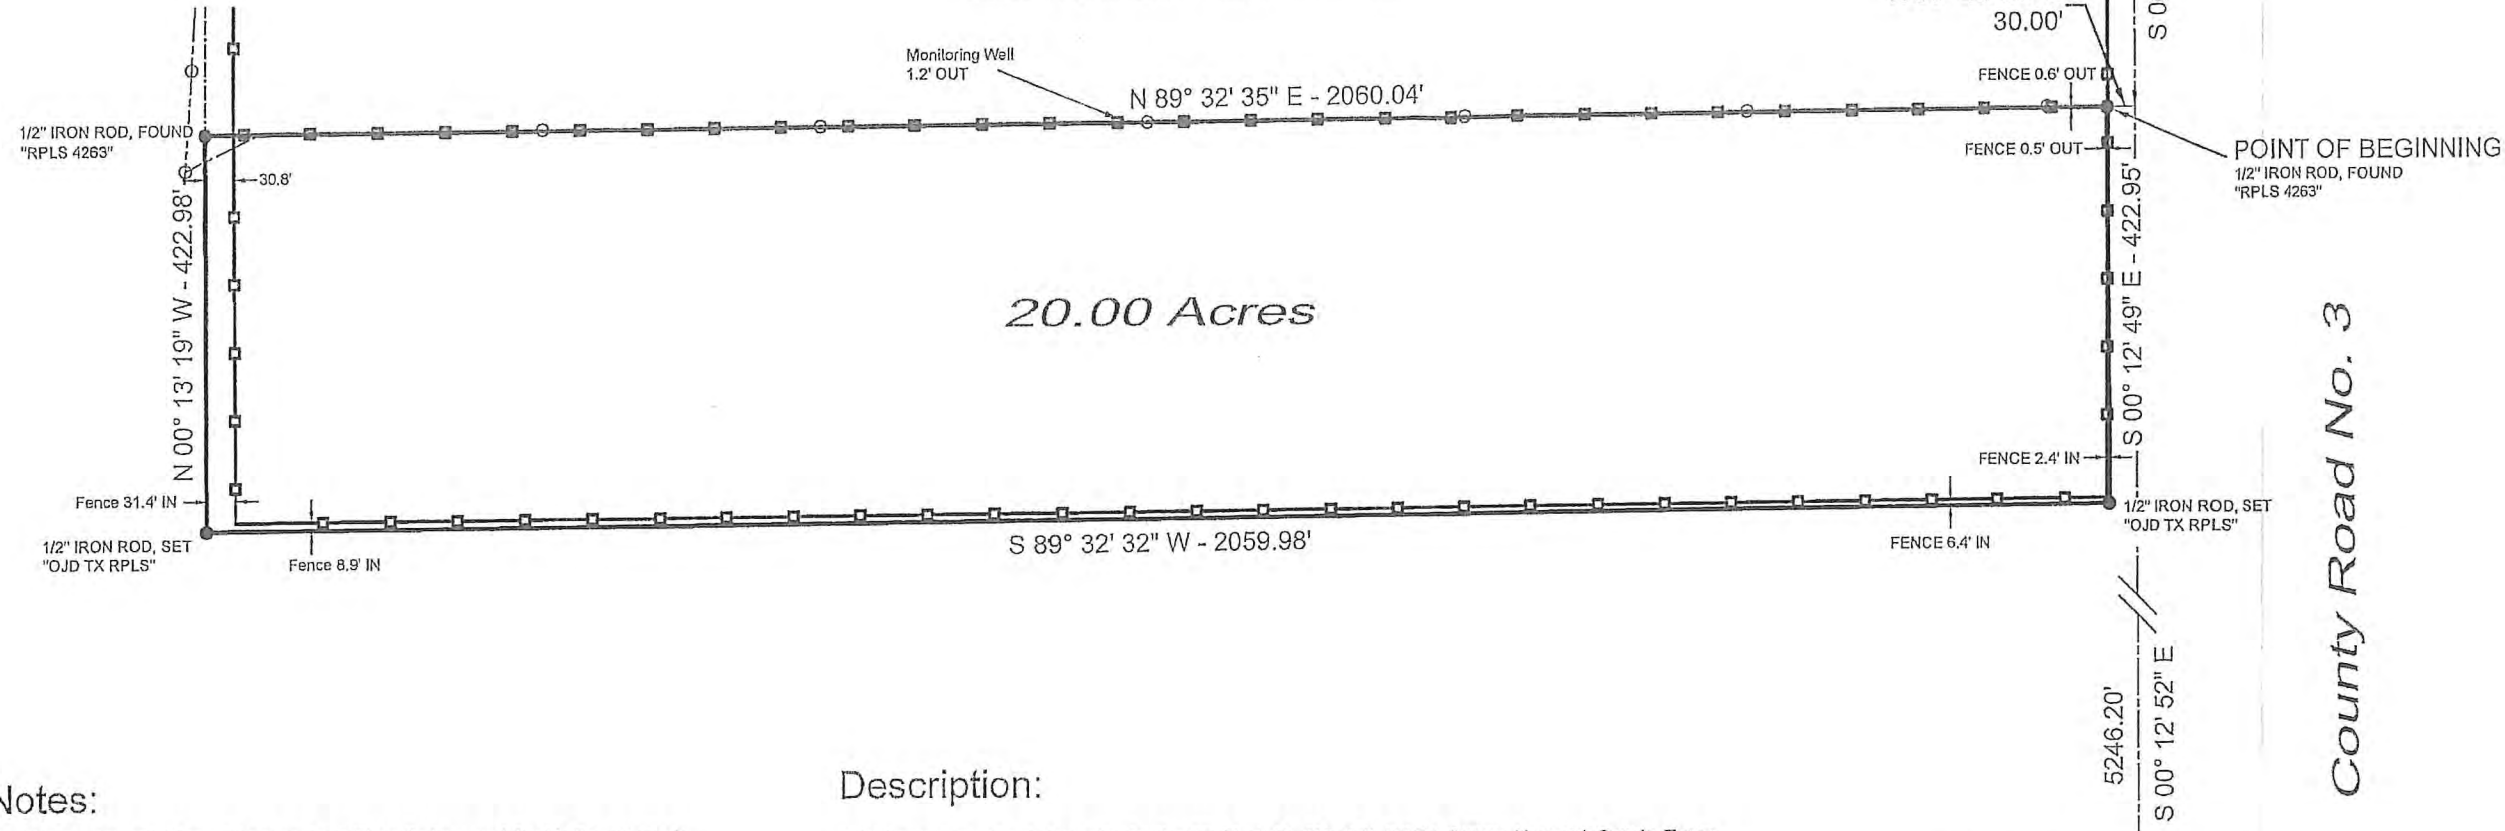 30.00'
S 0
Monitoring Well
1.2' OUT
N 89° 32' 35" E - 2060.04'
FENCE 0.6' OUT
1/2" IRON ROD, FOUND
"RPLS 4263"
FENCE 0.5' OUT
POINT OF BEGINNING
1/2" IRON ROD, FOUND
"RPLS 4263"
30.8'
N 00° 13' 19" W - 422.98'
20.00 Acres
S 00° 12' 49" E - 422.95'
County Road No. 3
FENCE 2.4' IN
Fence 31.4' IN
1/2" IRON ROD, SET
"OJD TX RPLS"
1/2" IRON ROD, SET
"OJD TX RPLS"
Fence 8.9' IN
S 89° 32' 32" W - 2059.98'
FENCE 6.4' IN
5246.20'
S 00° 12' 52" E
Notes:
Description: